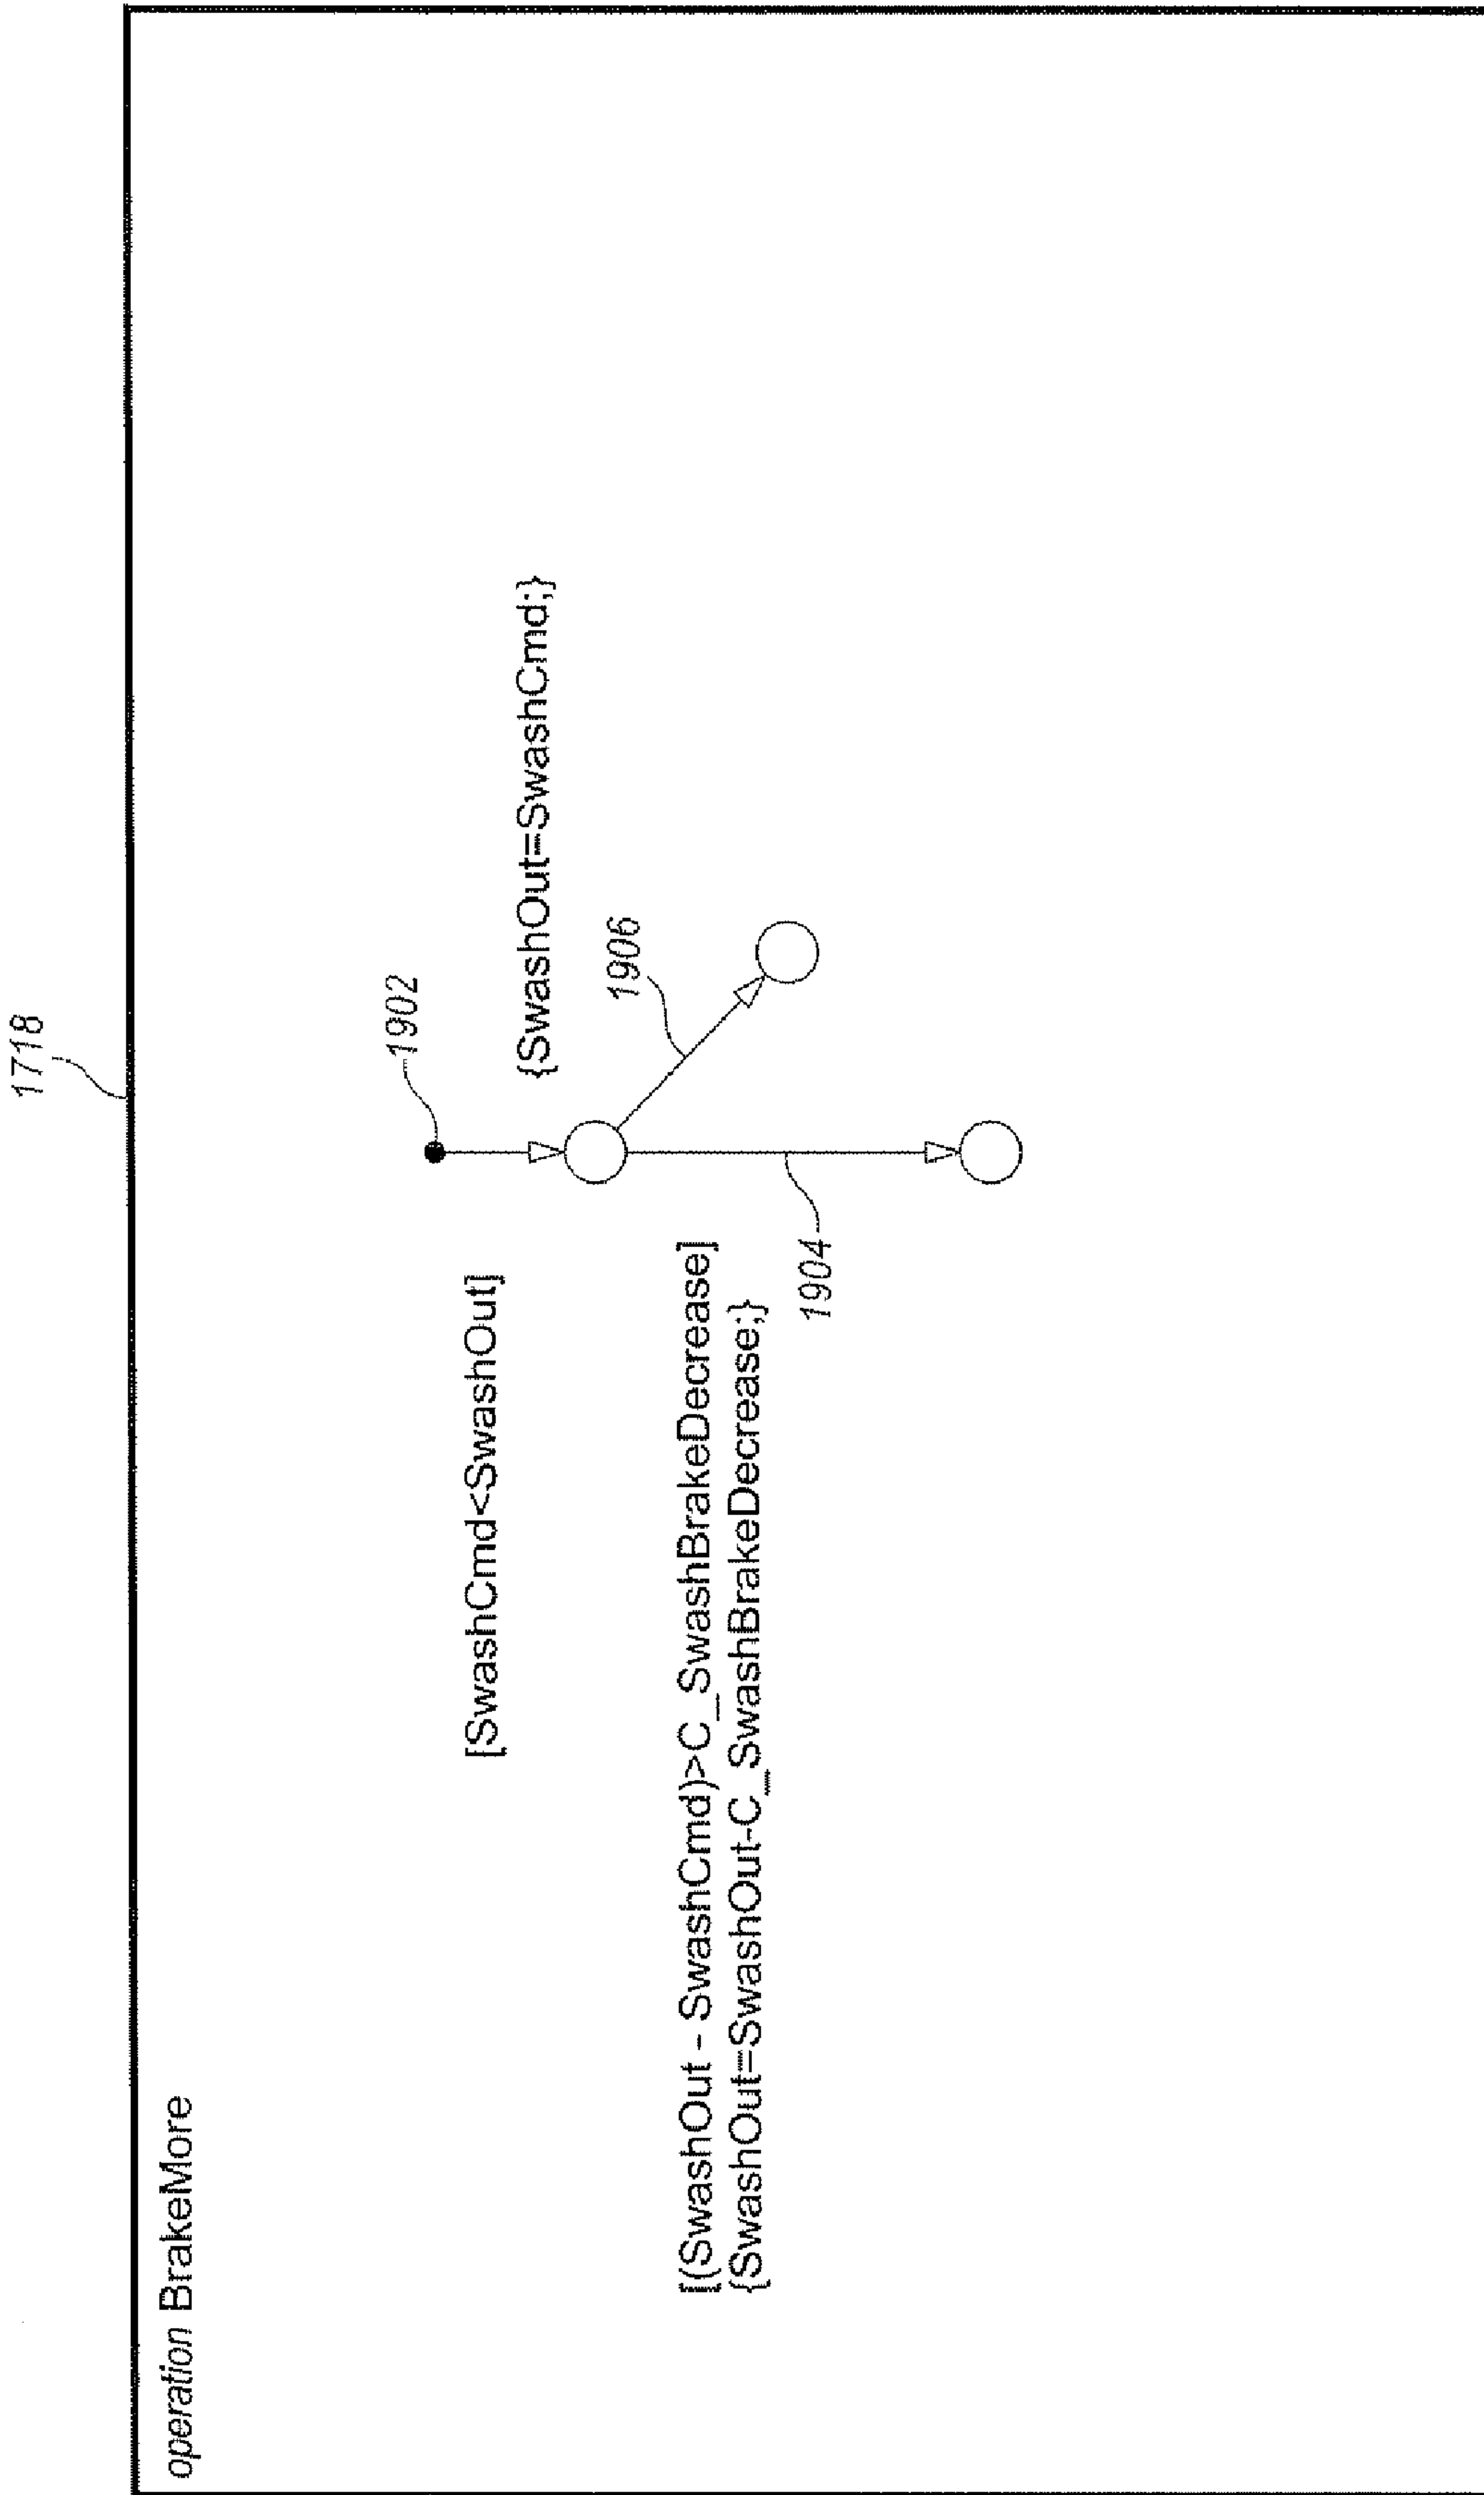 1718
operation BrakeMore
1902
[SwashCmd<SwashOut]
{SwashOut=SwashCmd;}
1906
[(SwashOut - SwashCmd)>C_SwashBrakeDecrease]
{SwashOut=SwashOut-C_SwashBrakeDecrease;}
1904